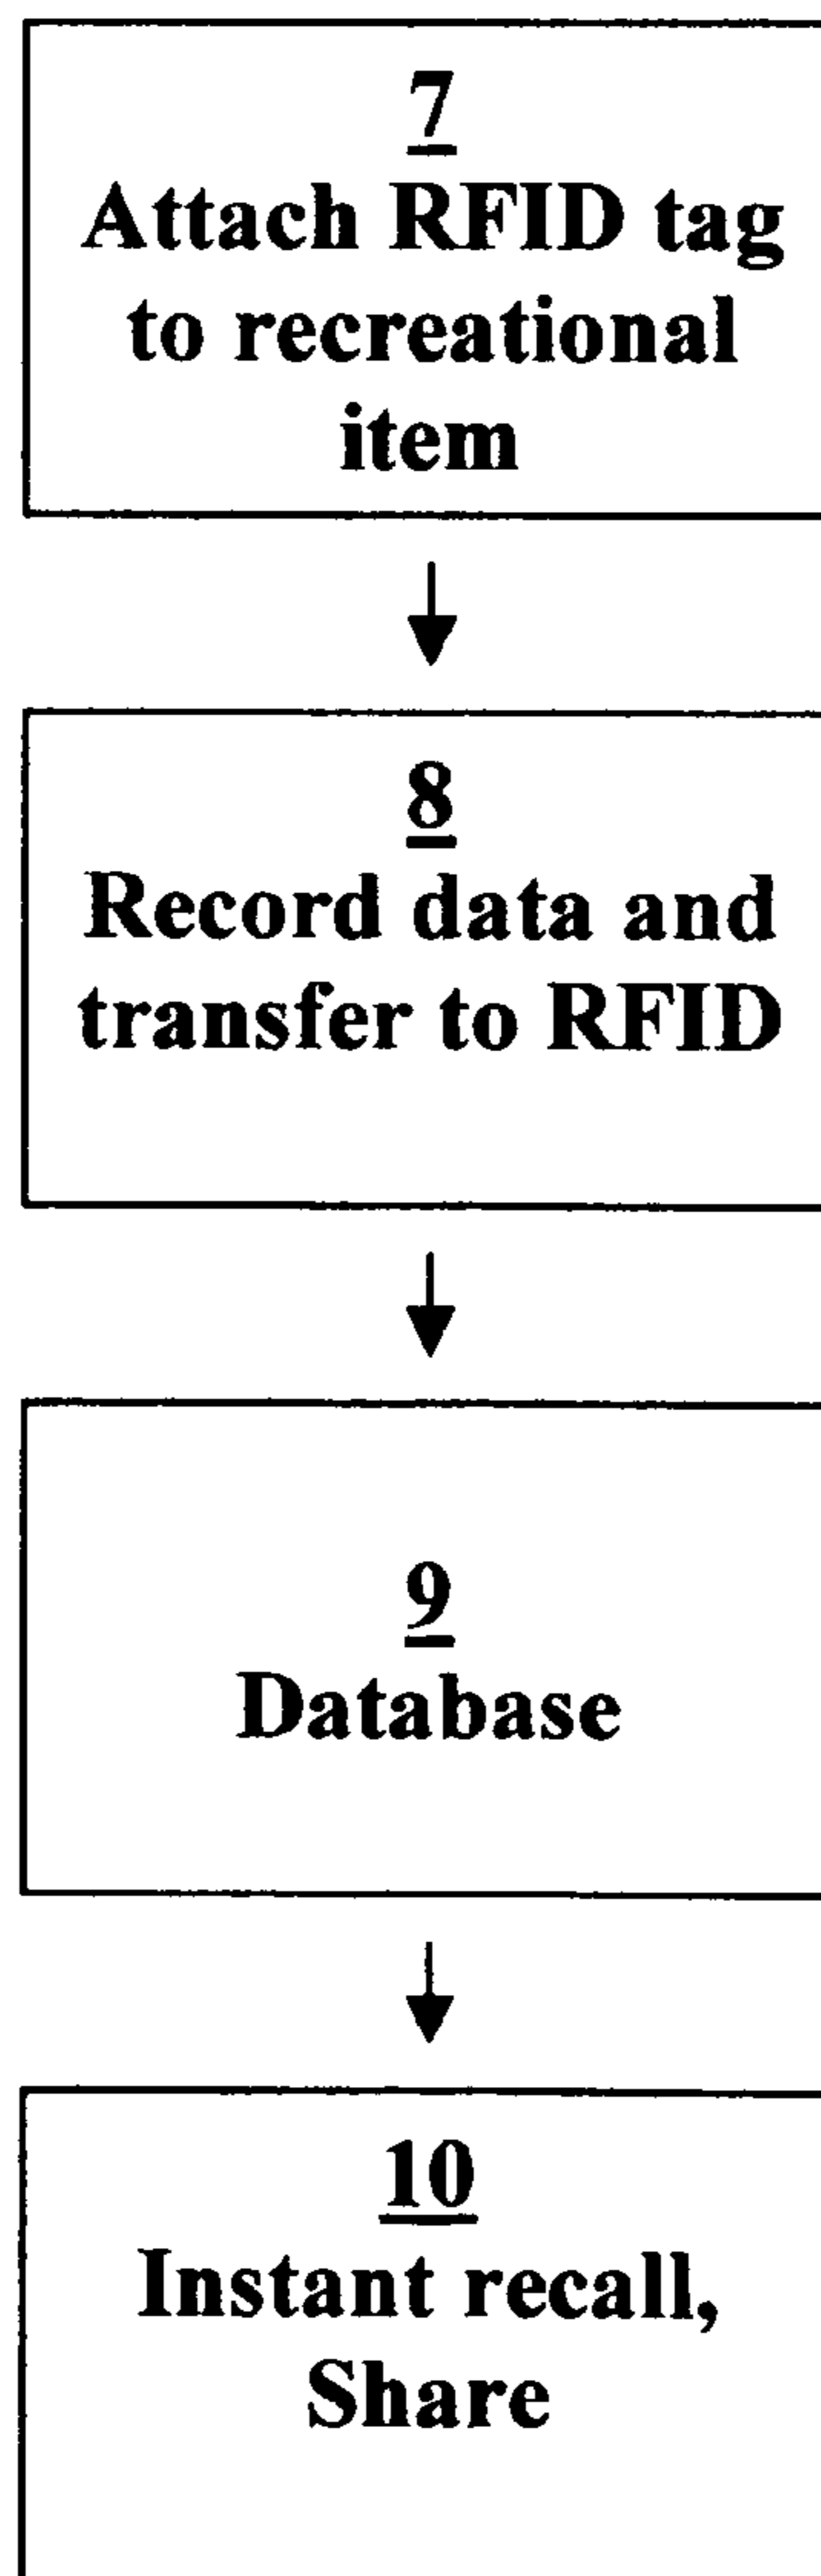 7
Attach RFID tag
to recreational
item
8
Record data and
transfer to RFID
9
Database
10
Instant recall,
Share